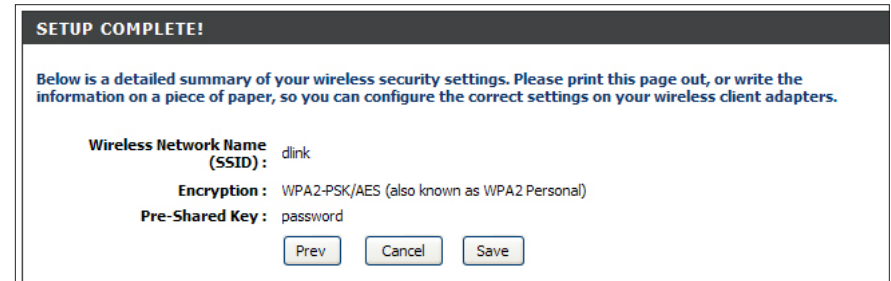 SETUP COMPLETE!
Below is a detailed summary of your wireless security settings. Please print this page out, or write the
information on a piece of paper, so you can configure the correct settings on your wireless client adapters.
Wireless Network Name
(SSID) : dlink
Encryption : WPA2-PSK/AES (also known as WPA2 Personal)
Pre-Shared Key : password
Prev Cancel Save